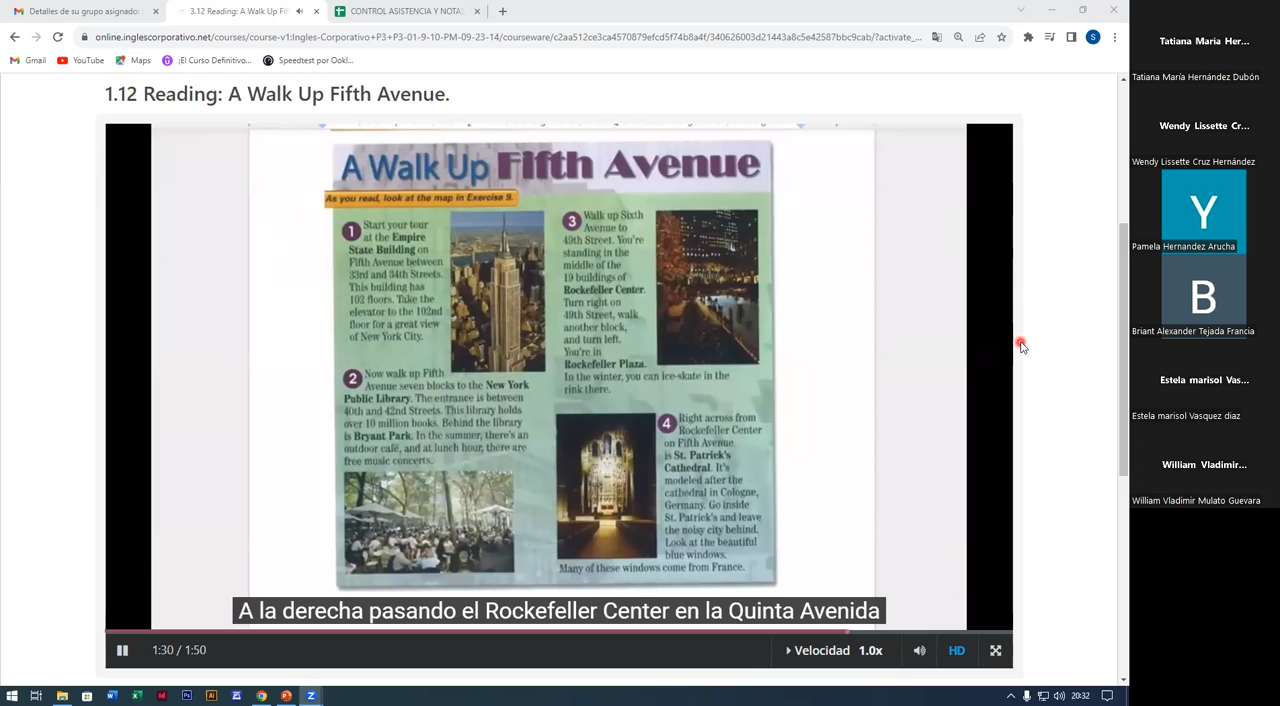 Detalles de su grupo asignado
3.12 Reading: A Walk Up Fift
CONTROL ASISTENCIA Y NOTAS
online.inglescorporativo.net/courses/course-v1:Ingles-Corporativo+P3+P3-01-9-10-PM-09-23-14/courseware/c2aa512ce3ca4570879efcd5f74b8a4f/340626003d21443a8c5e42587bbc9cab/?activate_...
Gmail
YouTube
Maps
¡El Curso Definitivo...
Speedtest por Ookl...
1.12 Reading: A Walk Up Fifth Avenue.
A Walk Up Fifth Avenue
As you read, look at the map in Exercise 9.
1 Start your tour
at the Empire
State Building on
Fifth Avenue between
33rd and 34th Streets.
This building has
102 floors. Take the
elevator to the 102nd
floor for a great view
of New York City.
2 Now walk up Fifth
Avenue seven blocks to the New York
Public Library. The entrance is between
40th and 42nd Streets. This library holds
over 10 million books. Behind the library
is Bryant Park. In the summer, there's an
outdoor café, and at lunch hour, there are
free music concerts.
3 Walk up Sixth
Avenue to
49th Street. You're
standing in the
middle of the
19 buildings of
Rockefeller Center.
Turn right on
49th Street, walk
another block,
and turn left.
You're in
Rockefeller Plaza.
In the winter, you can ice-skate in the
rink there.
4 Right across from
Rockefeller Center
on Fifth Avenue
is St. Patrick's
Cathedral. It's
modeled after the
cathedral in Cologne,
Germany. Go inside
St. Patrick's and leave
the noisy city behind.
Look at the beautiful
blue windows.
Many of these windows come from France.
A la derecha pasando el Rockefeller Center en la Quinta Avenida
1:30 / 1:50
Velocidad 1.0x
HD
Tatiana Maria Her...
Tatiana María Hernández Dubón
Wendy Lissette Cr...
Wendy Lissette Cruz Hernández
Y
Pamela Hernandez Arucha
B
Briant Alexander Tejada Francia
Estela marisol Vas...
Estela marisol Vasquez diaz
William Vladimir...
William Vladimir Mulato Guevara
20:32